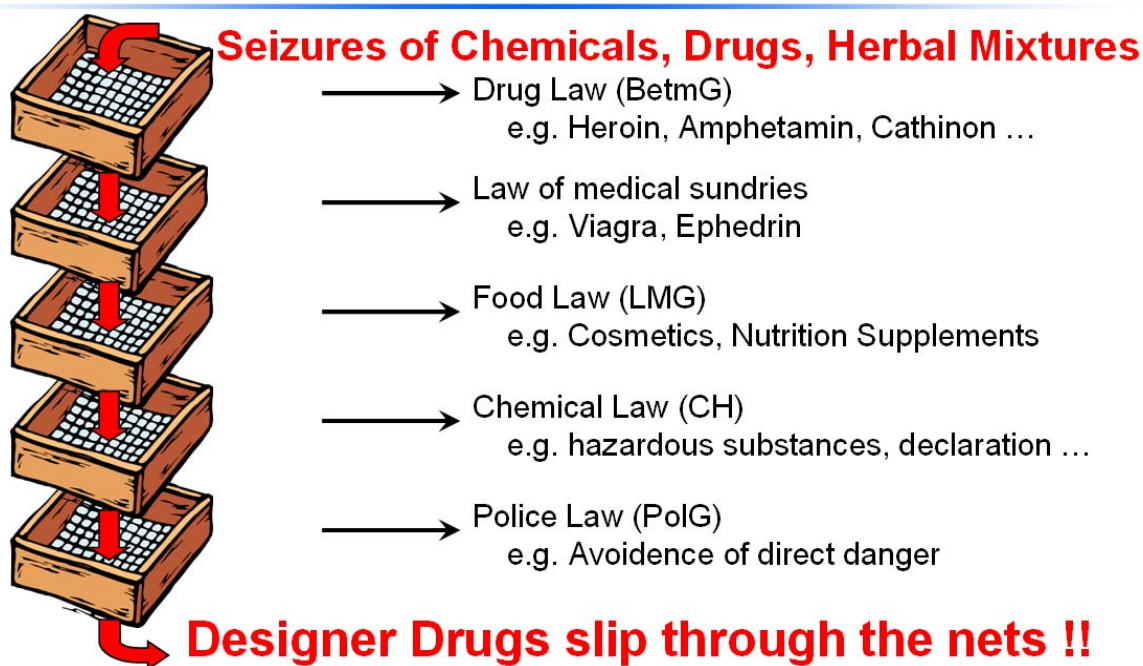 Seizures of Chemicals, Drugs, Herbal Mixtures
Drug Law (BetmG)
e.g. Heroin, Amphetamin, Cathinon …
Law of medical sundries
e.g. Viagra, Ephedrin
Food Law (LMG)
e.g. Cosmetics, Nutrition Supplements
Chemical Law (CH)
e.g. hazardous substances, declaration …
Police Law (PolG)
e.g. Avoidence of direct danger
Designer Drugs slip through the nets !!